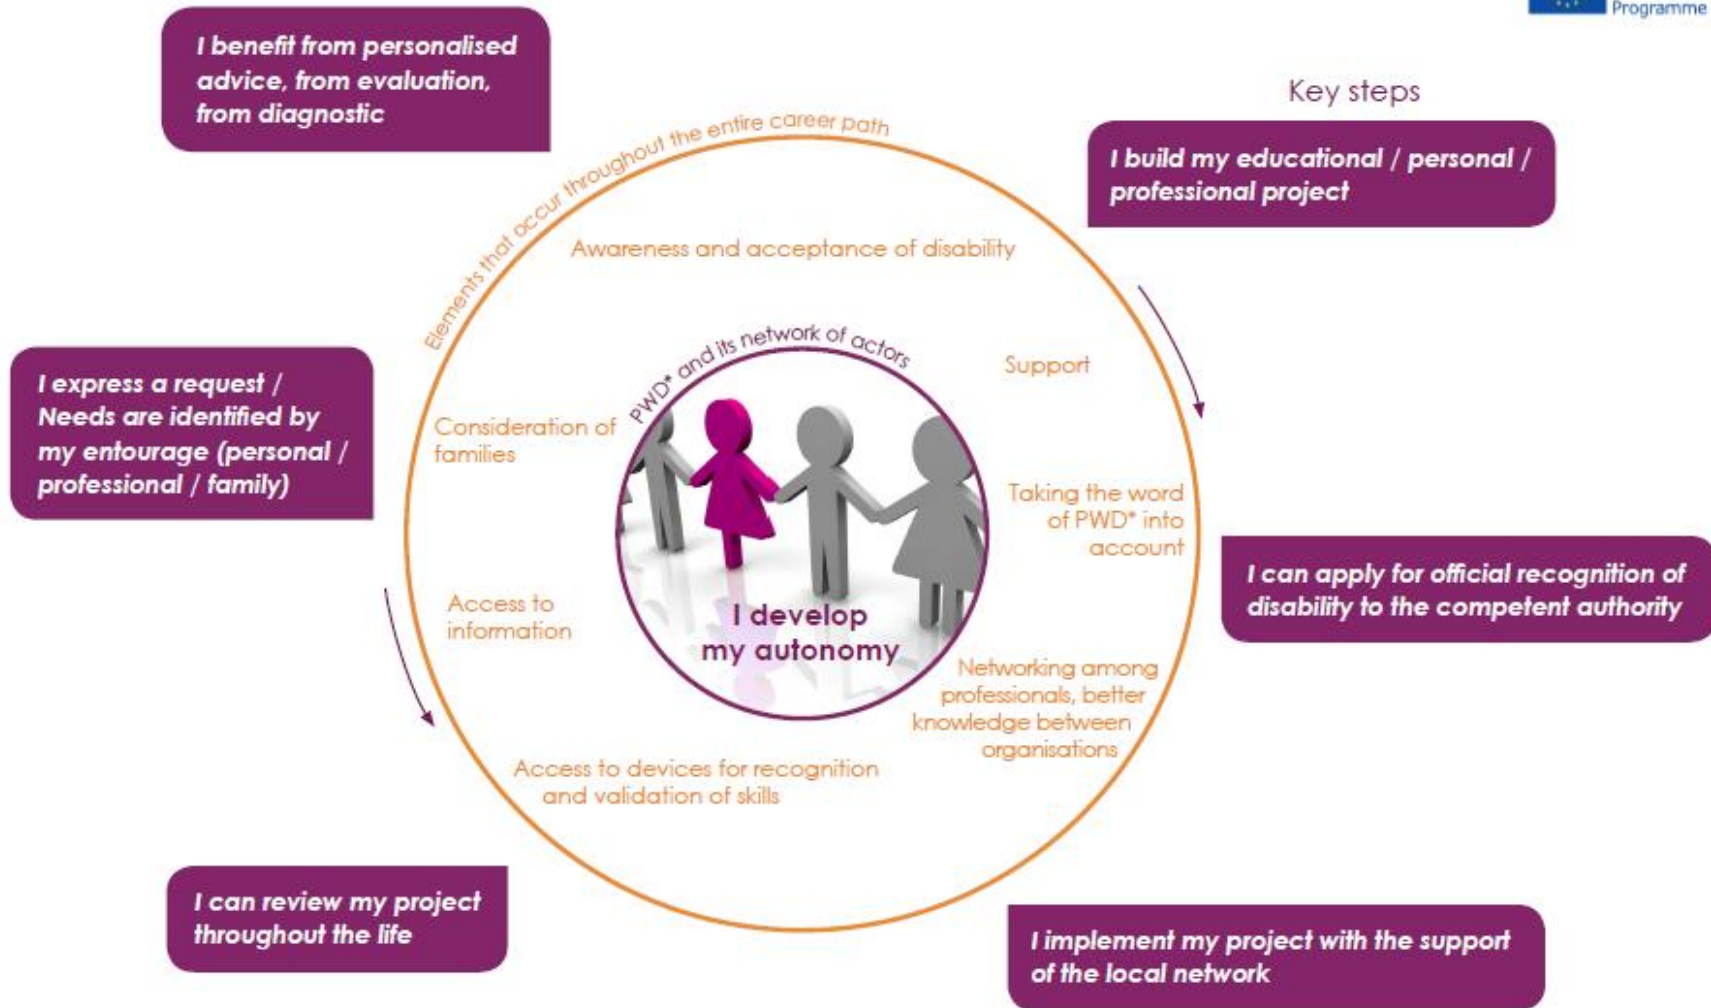 Programme
I benefit from personalised
advice, from evaluation,
from diagnostic
Key steps
I build my educational / personal /
professional project
Elements that occur throughout the entire career path
Awareness and acceptance of disability
PWD* and its network of actors
Support
I express a request /
Needs are identified by
my entourage (personal /
professional / family)
Consideration of
families
Taking the word
of PWD* into
account
I can apply for official recognition of
disability to the competent authority
Access to
information
I develop
my autonomy
Networking among
professionals, better
knowledge between
organisations
Access to devices for recognition
and validation of skills
I can review my project
throughout the life
I implement my project with the support
of the local network